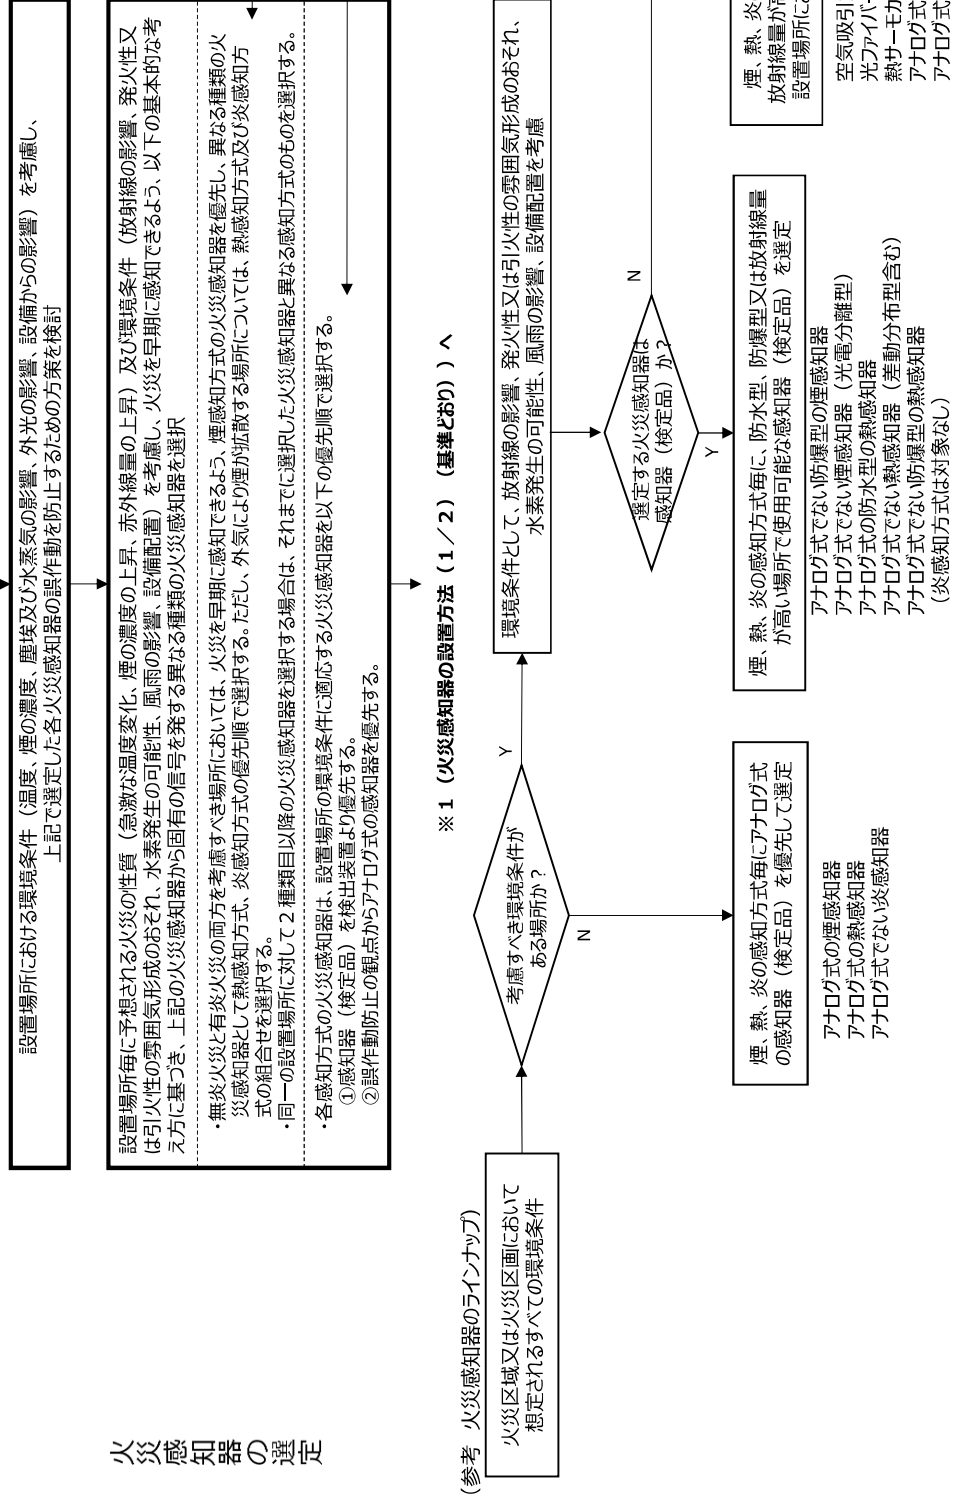 設置場所における環境条件（温度、煙の濃度、塵埃及び水蒸気の影響、外光の影響、設備からの影響）を考慮し、
上記で選定した各火災感知器の誤作動を防止するための方策を検討
火災感知器の選定
設置場所毎に予想される火災の性質（急激な温度変化、煙の濃度の上昇、赤外線量の上昇）及び環境条件（放射線の影響、発火性又
は引火性の雰囲気形成のおそれ、水素発生の可能性、風雨の影響、設備配置）を考慮し、火災を早期に感知できるよう、以下の基本的な考
え方に基づき、上記の火災感知器から固有の信号を発する異なる種類の火災感知器を選択
・無炎火災と有炎火災の両方を考慮すべき場所においては、火災を早期に感知できるよう、煙感知方式の火災感知器を優先し、異なる種類の火
災感知器として熱感知方式、炎感知方式の優先順で選択する。ただし、外気により煙が拡散する場所については、熱感知方式及び炎感知方
式の組合せを選択する。
・同一の設置場所に対して２種類目以降の火災感知器を選択する場合は、それまでに選択した火災感知器と異なる感知方式のものを選択する。
・各感知方式の火災感知器は、設置場所の環境条件に適応する火災感知器を以下の優先順で選択する。
①感知器（検定品）を検出装置より優先する。
②誤作動防止の観点からアナログ式の感知器を優先する。
※１（火災感知器の設置方法（１／２）（基準どおり））へ
（参考　火災感知器のラインナップ）
火災区域又は火災区画において
想定されるすべての環境条件
考慮すべき環境条件が
ある場所か？
Y
N
環境条件として、放射線の影響、発火性又は引火性の雰囲気形成のおそれ、
水素発生の可能性、風雨の影響、設備配置を考慮
選定する火災感知器は
感知器（検定品）か？
N
Y
煙、熱、炎の感知方式毎にアナログ式
の感知器（検定品）を優先して選定
アナログ式の煙感知器
アナログ式の熱感知器
アナログ式でない炎感知器
煙、熱、炎の感知方式毎に、防水型、防爆型又は放射線量
が高い場所で使用可能な感知器（検定品）を選定
アナログ式でない防爆型の煙感知器
アナログ式でない煙感知器（光電分離型）
アナログ式の防水型の熱感知器
アナログ式でない熱感知器（差動分布型含む）
アナログ式でない防爆型の熱感知器
（炎感知方式は対象なし）
煙、熱、炎
放射線量が
設置場所に
空気吸引
光ファイバ
熱サーモカ
アナログ式
アナログ式